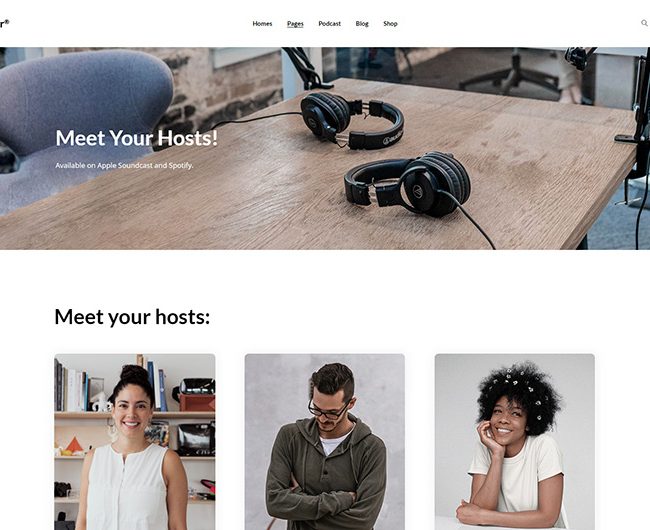 r®
Homes Pages Podcast Blog Shop
Meet Your Hosts!
Available on Apple Soundcast and Spotify.
Meet your hosts: